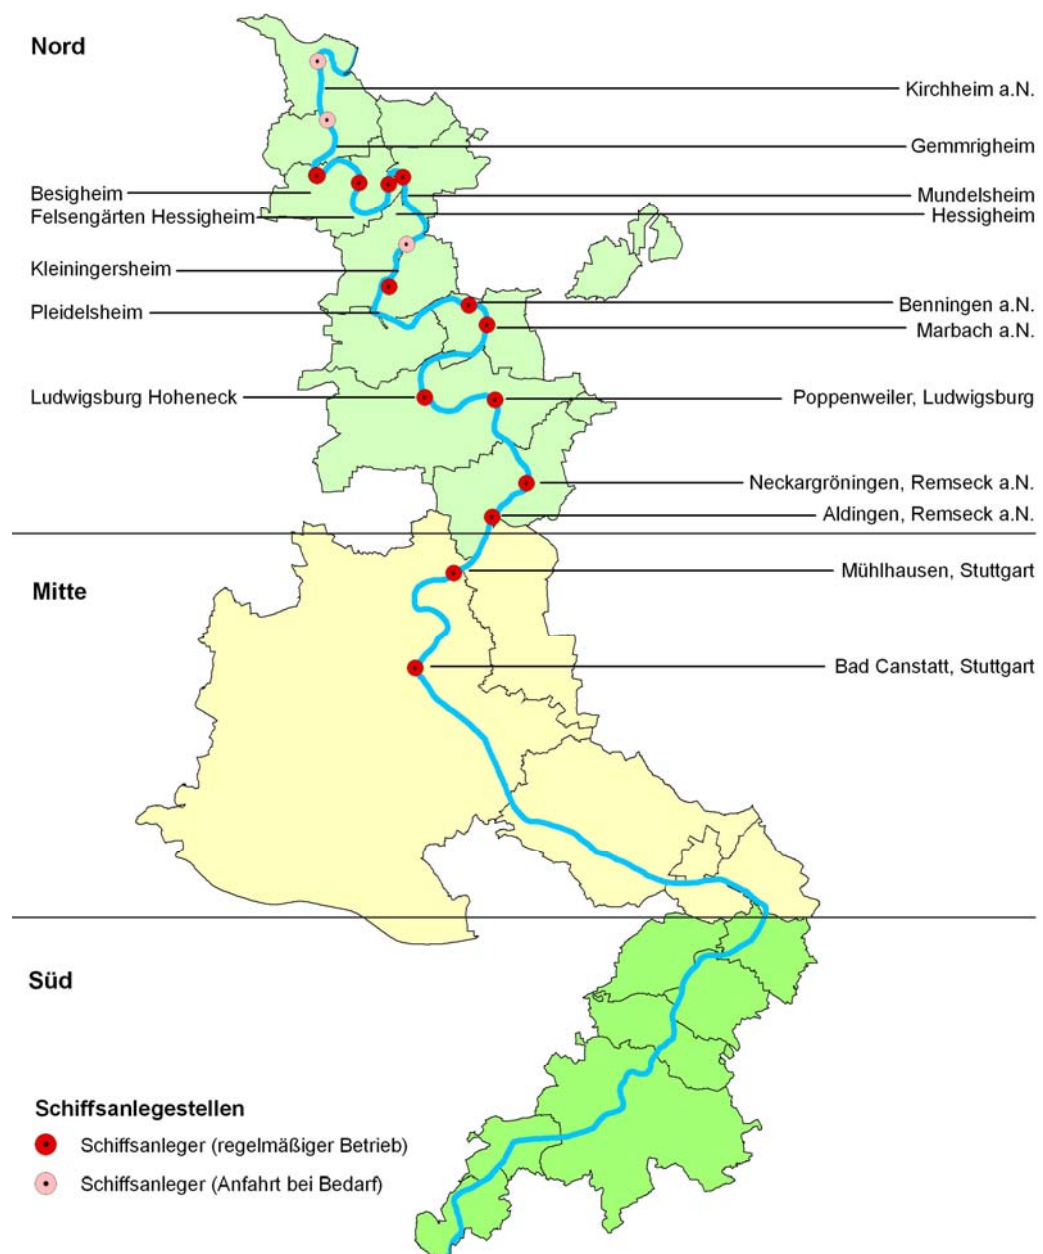 Nord
Kirchheim a.N.
Gemmrigheim
Besigheim
Mundelsheim
Felsengärten Hessigheim
Hessigheim
Kleiningersheim
Benningen a.N.
Pleidelsheim
Marbach a.N.
Ludwigsburg Hoheneck
Poppenweiler, Ludwigsburg
Neckargröningen, Remseck a.N.
Aldingen, Remseck a.N.
Mühlhausen, Stuttgart
Mitte
Bad Canstatt, Stuttgart
Süd
Schiffsanlegestellen
Schiffsanleger (regelmäßiger Betrieb)
Schiffsanleger (Anfahrt bei Bedarf)